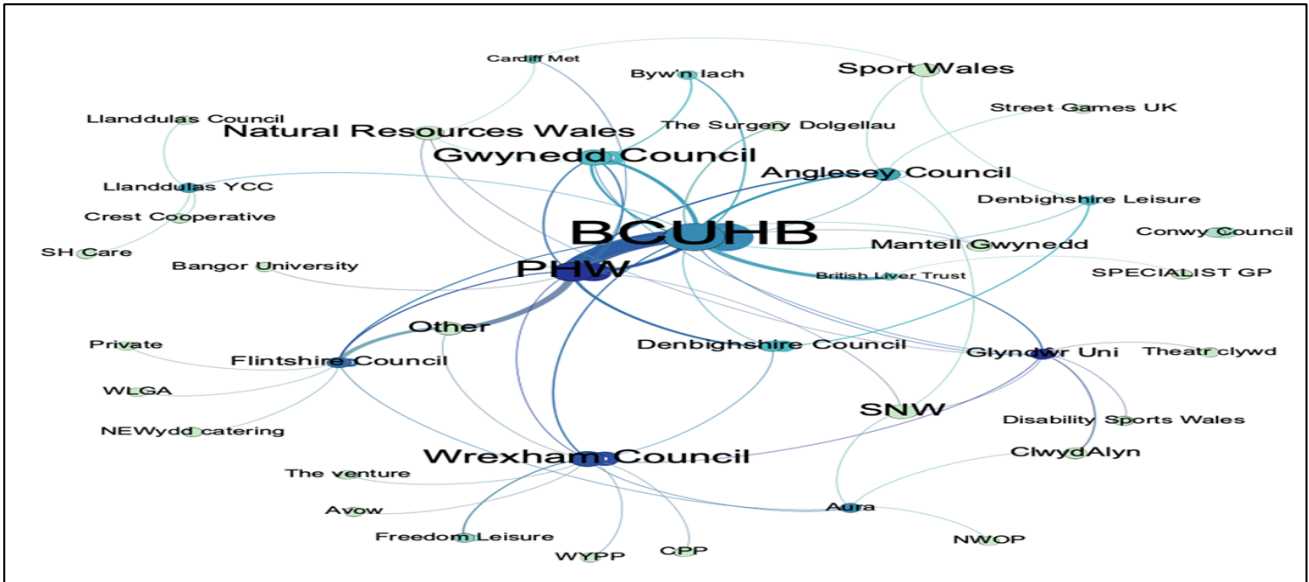 Cardiff Met
Sport Wales
Byw'n Iach
Street Games UK
Llanddulas Council
The Surgery Dolgellau
Natural Resources Wales
Gwynedd Council
Anglesey Council
Llanddulas YCC
Denbighshire Leisure
Crest Cooperative
BCUHB
Conwy Council
Mantell Gwynedd
SH Care
Bangor University
PHW
British Liver Trust
SPECIALIST GP
Other
Private
Flintshire Council
Denbighshire Council
Glyndŵr Uni
Theatr clywd
WLGA
SNW
Disability Sports Wales
NEWydd catering
Wrexham Council
ClwydAlyn
The venture
Avow
Aura
Freedom Leisure
WYPP
CPP
NWOP